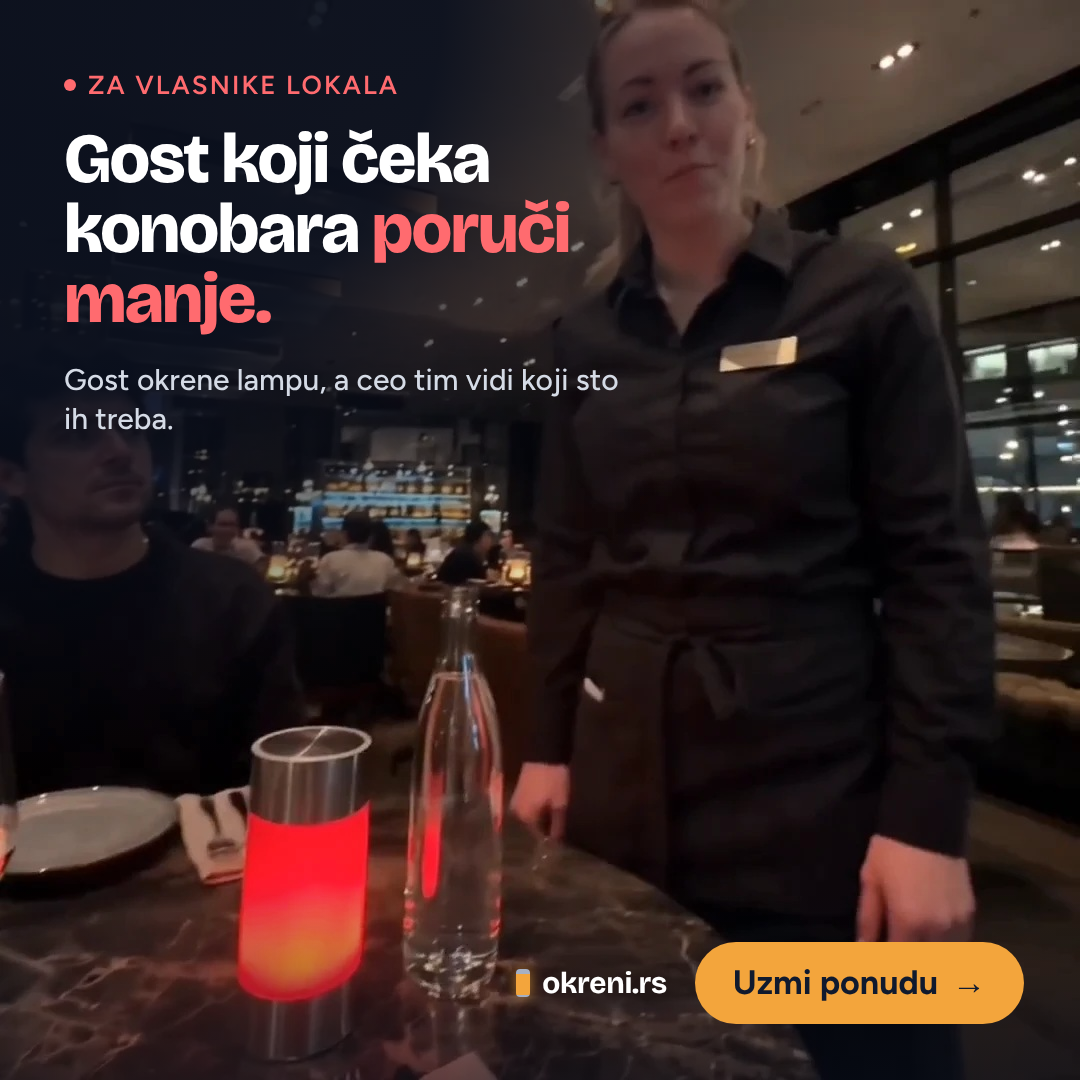 ZA VLASNIKE LOKALA
Gost koji čeka
konobara poruči
manje.
Gost okrene lampu, a ceo tim vidi koji sto
ih treba.
okreni.rs
Uzmi ponudu →